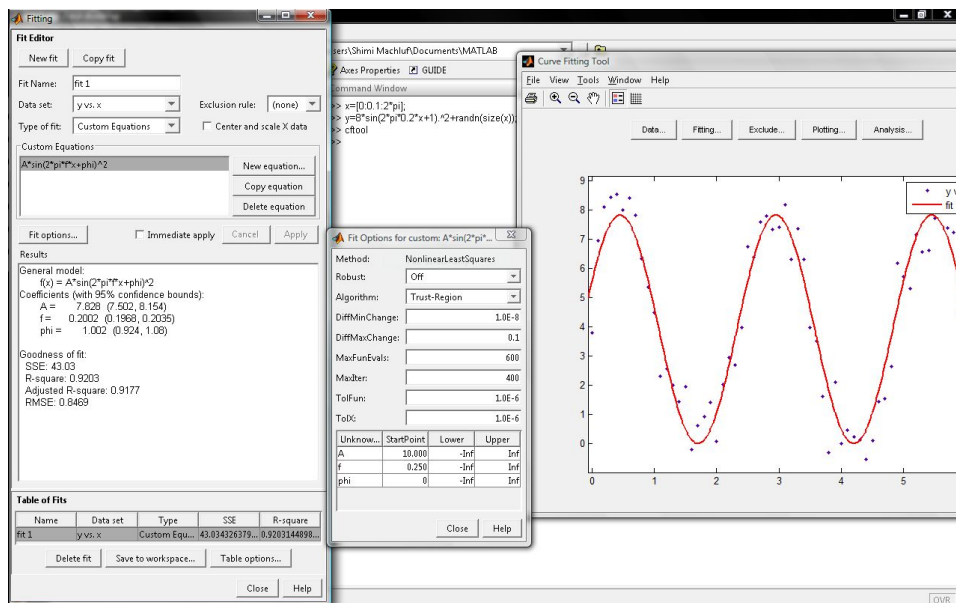 Fitting
Fit Editor
New fit
Copy fit
Fit Name:
fit 1
Data set:
y vs. x
Exclusion rule:
(none)
Type of fit:
Custom Equations
Center and scale X data
Custom Equations
A*sin(2*pi*f*x+phi)^2
New equation...
Copy equation
Delete equation
Fit options...
Immediate apply
Cancel
Apply
Results
General model:
f(x) = A*sin(2*pi*f*x+phi)^2
Coefficients (with 95% confidence bounds):
A = 7.828 (7.502, 8.154)
f = 0.2002 (0.1968, 0.2035)
phi = 1.002 (0.924, 1.08)
Goodness of fit:
SSE: 43.03
R-square: 0.9203
Adjusted R-square: 0.9177
RMSE: 0.8469
Table of Fits
Name Data set Type SSE R-square
fit 1 y vs. x Custom Equ... 43.034326379... 0.9203144898...
Delete fit
Save to workspace...
Table options...
Close
Help
sers\Shimi Machluf\Documents\MATLAB
Axes Properties
GUIDE
ommand Window
>> x=[0:0.1:2*pi];
>> y=8*sin(2*pi*0.2*x+1).^2+randn(size(x));
>> cftool
>>
Fit Options for custom: A*sin(2*pi*...
Method: NonlinearLeastSquares
Robust: Off
Algorithm: Trust-Region
DiffMinChange: 1.0E-8
DiffMaxChange: 0.1
MaxFunEvals: 600
MaxIter: 400
TolFun: 1.0E-6
TolX: 1.0E-6
Unknow... StartPoint Lower Upper
A 10.000 -Inf Inf
f 0.250 -Inf Inf
phi 0 -Inf Inf
Close
Help
Curve Fitting Tool
File View Tools Window Help
Data...
Fitting...
Exclude...
Plotting...
Analysis...
y v
fit
9
8
7
6
5
4
3
2
1
0
0 1 2 3 4 5
OVR